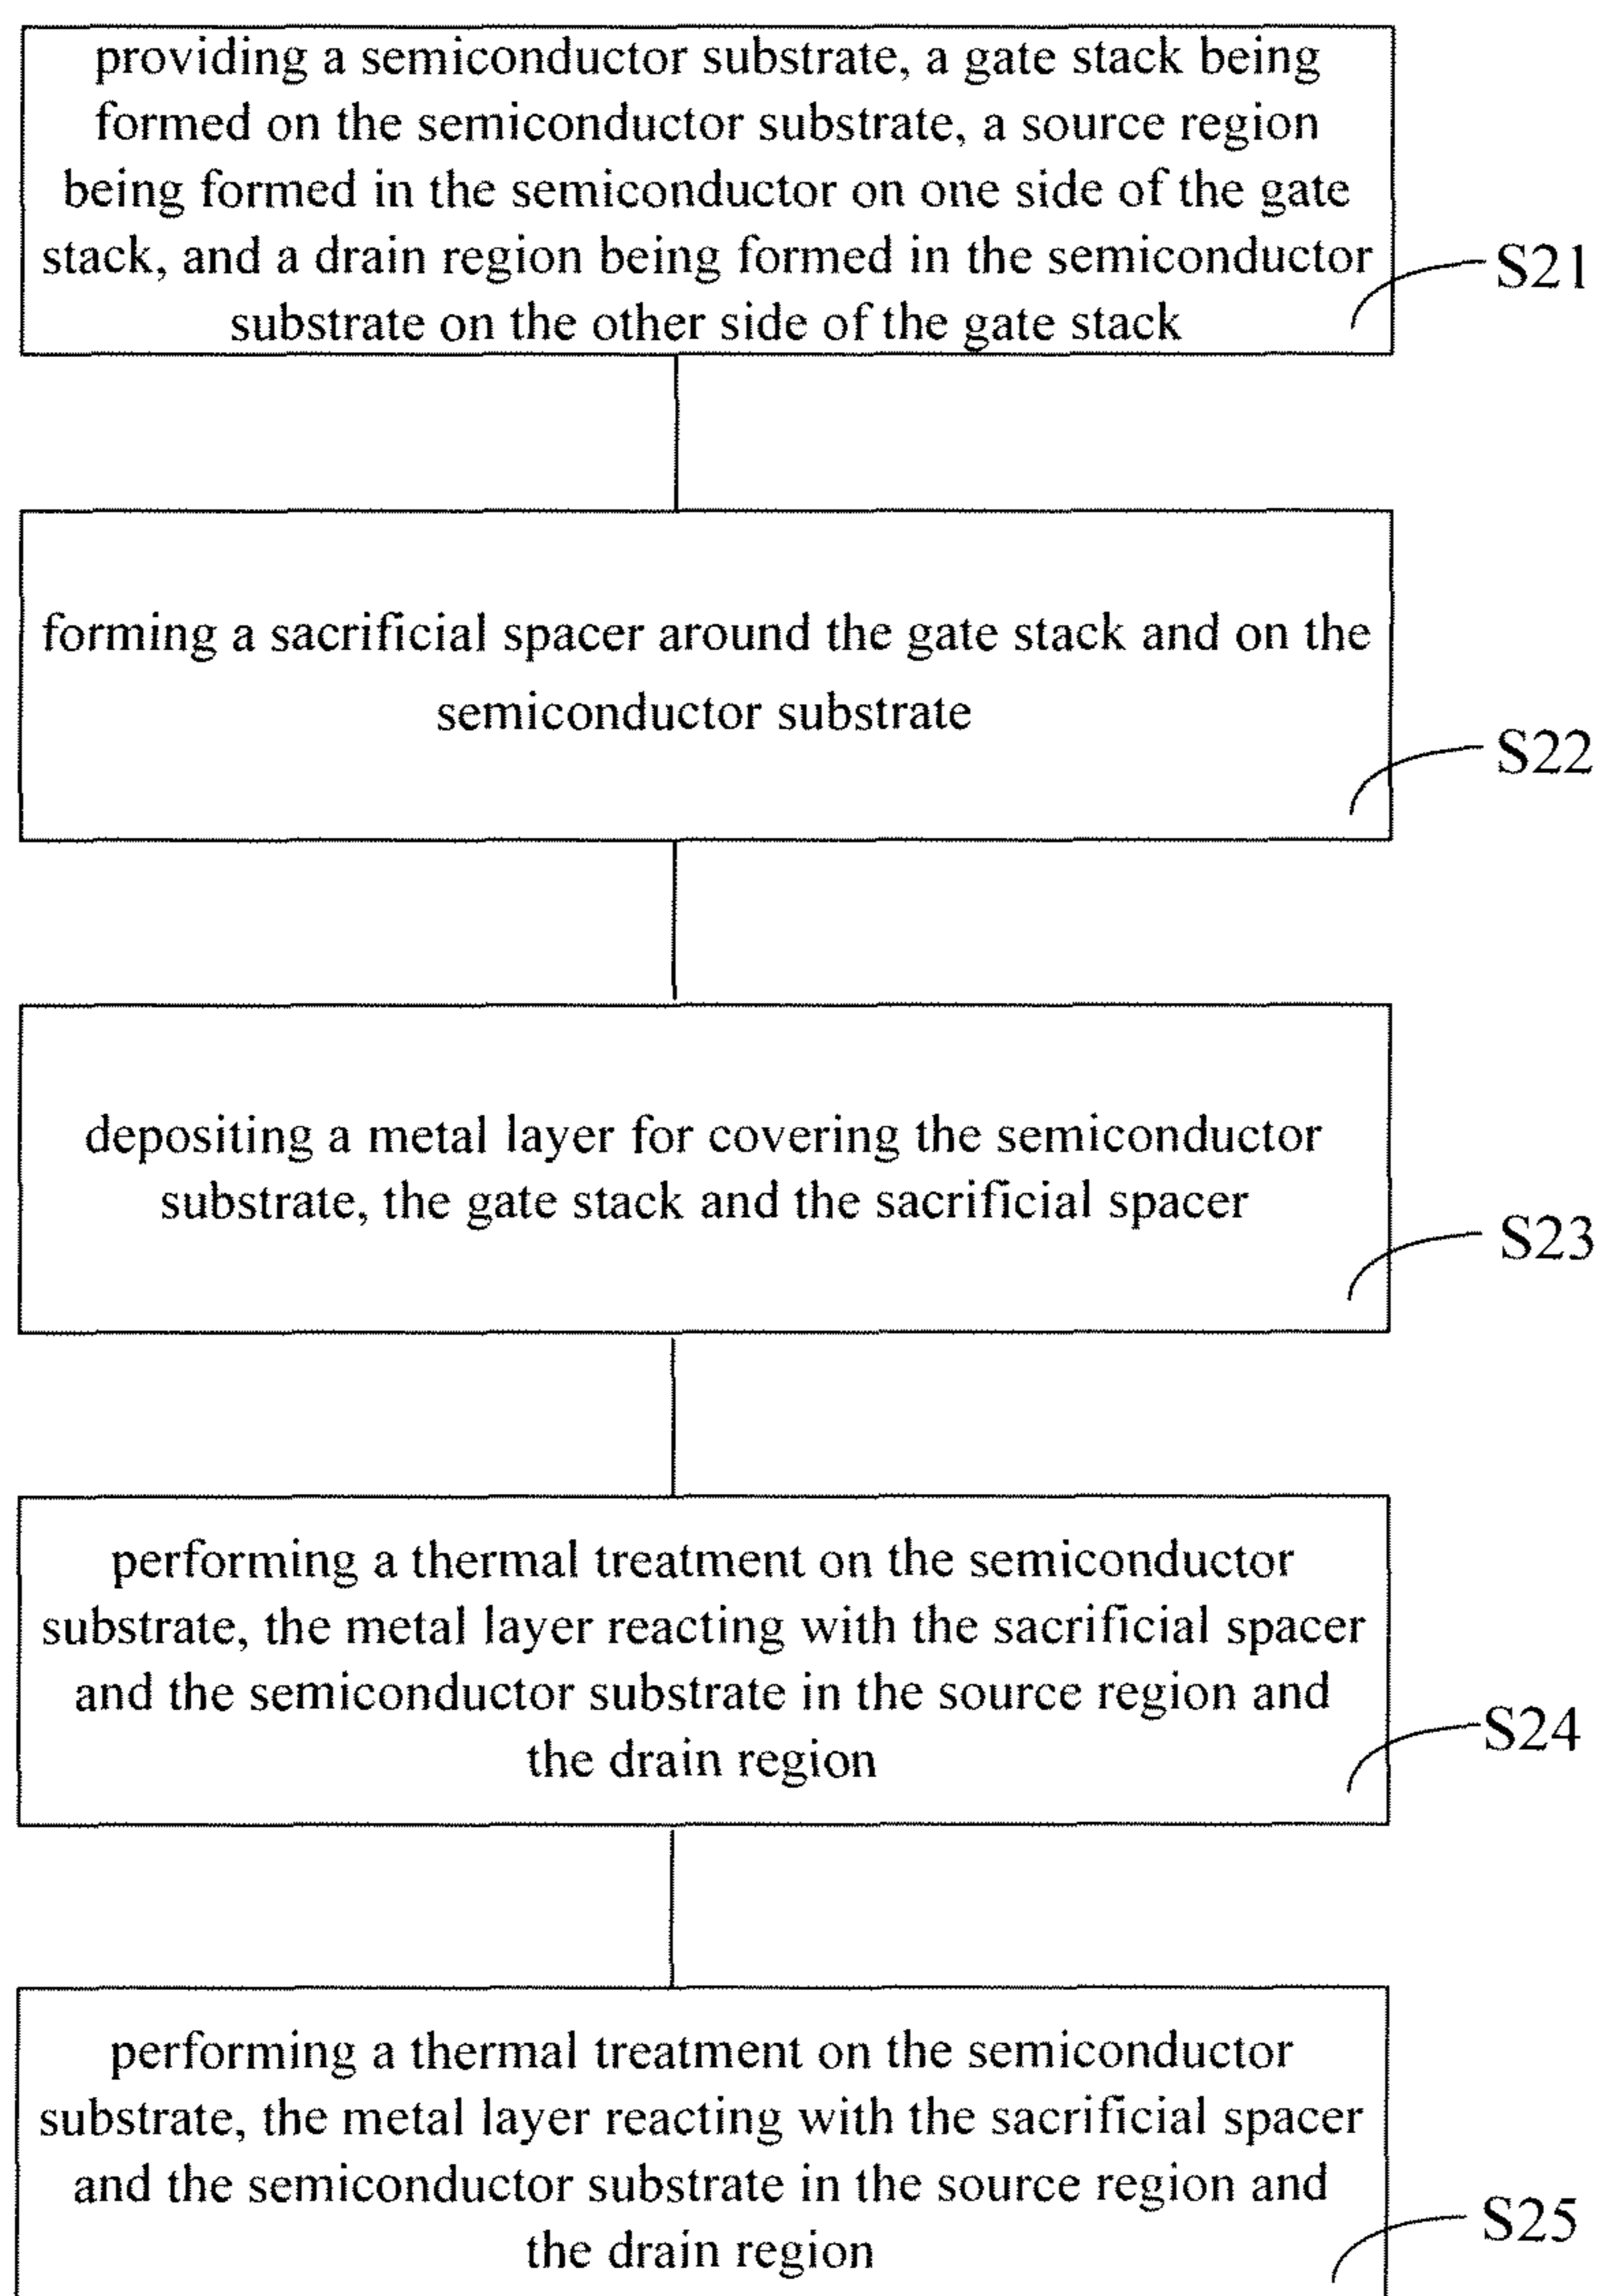 providing a semiconductor substrate, a gate stack being
formed on the semiconductor substrate, a source region
being formed in the semiconductor on one side of the gate
stack, and a drain region being formed in the semiconductor
substrate on the other side of the gate stack
S21
forming a sacrificial spacer around the gate stack and on the
semiconductor substrate
S22
depositing a metal layer for covering the semiconductor
substrate, the gate stack and the sacrificial spacer
S23
performing a thermal treatment on the semiconductor
substrate, the metal layer reacting with the sacrificial spacer
and the semiconductor substrate in the source region and
the drain region
S24
performing a thermal treatment on the semiconductor
substrate, the metal layer reacting with the sacrificial spacer
and the semiconductor substrate in the source region and
the drain region
S25